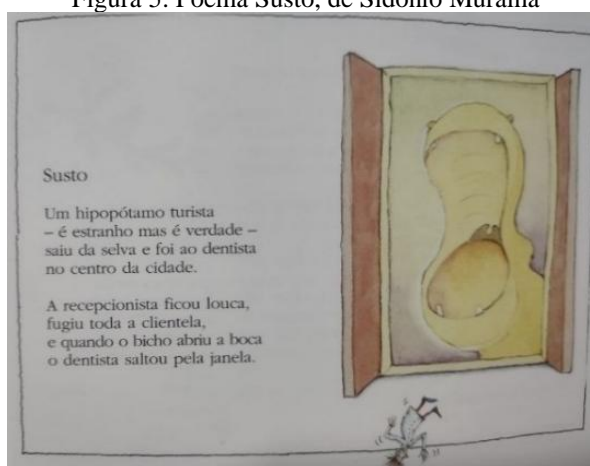 Figura 5: Poema Susto, de Sidónio Muralha
Susto
Um hipopótamo turista
– é estranho mas é verdade –
saiu da selva e foi ao dentista
no centro da cidade.
A recepcionista ficou louca,
fugiu toda a clientela,
e quando o bicho abriu a boca
o dentista saltou pela janela.